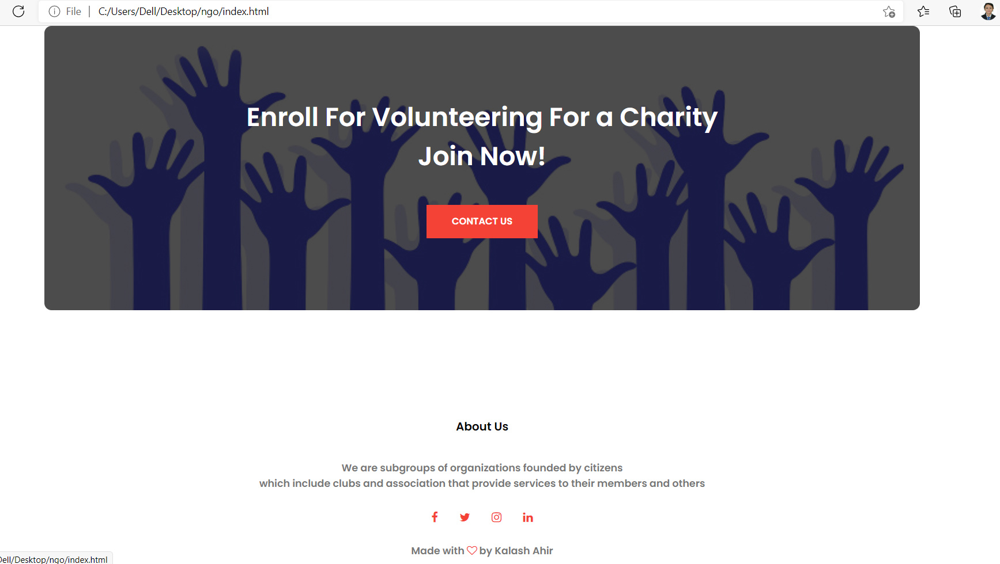 File | C:/Users/Dell/Desktop/ngo/index.html
Enroll For Volunteering For a Charity
Join Now!
CONTACT US
About Us
We are subgroups of organizations founded by citizens
which include clubs and association that provide services to their members and others
Made with ♡ by Kalash Ahir
Dell/Desktop/ngo/index.html